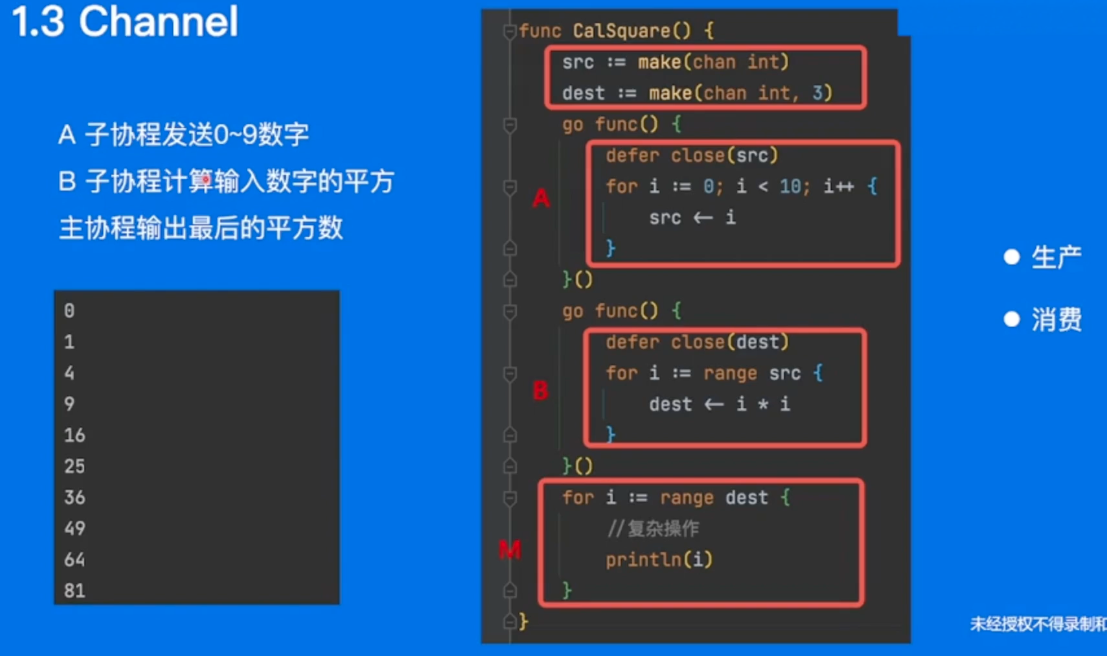 1.3 Channel
A 子协程发送0~9数字
B 子协程计算输入数字的平方
主协程输出最后的平方数
0
1
4
9
16
25
36
49
64
81
func CalSquare() {
src := make(chan int)
dest := make(chan int, 3)
go func() {
A
defer close(src)
for i := 0; i < 10; i++ {
src <- i
}
}()
go func() {
B
defer close(dest)
for i := range src {
dest <- i * i
}
}()
M
for i := range dest {
//复杂操作
println(i)
}
}
生产
消费
未经授权不得录制和